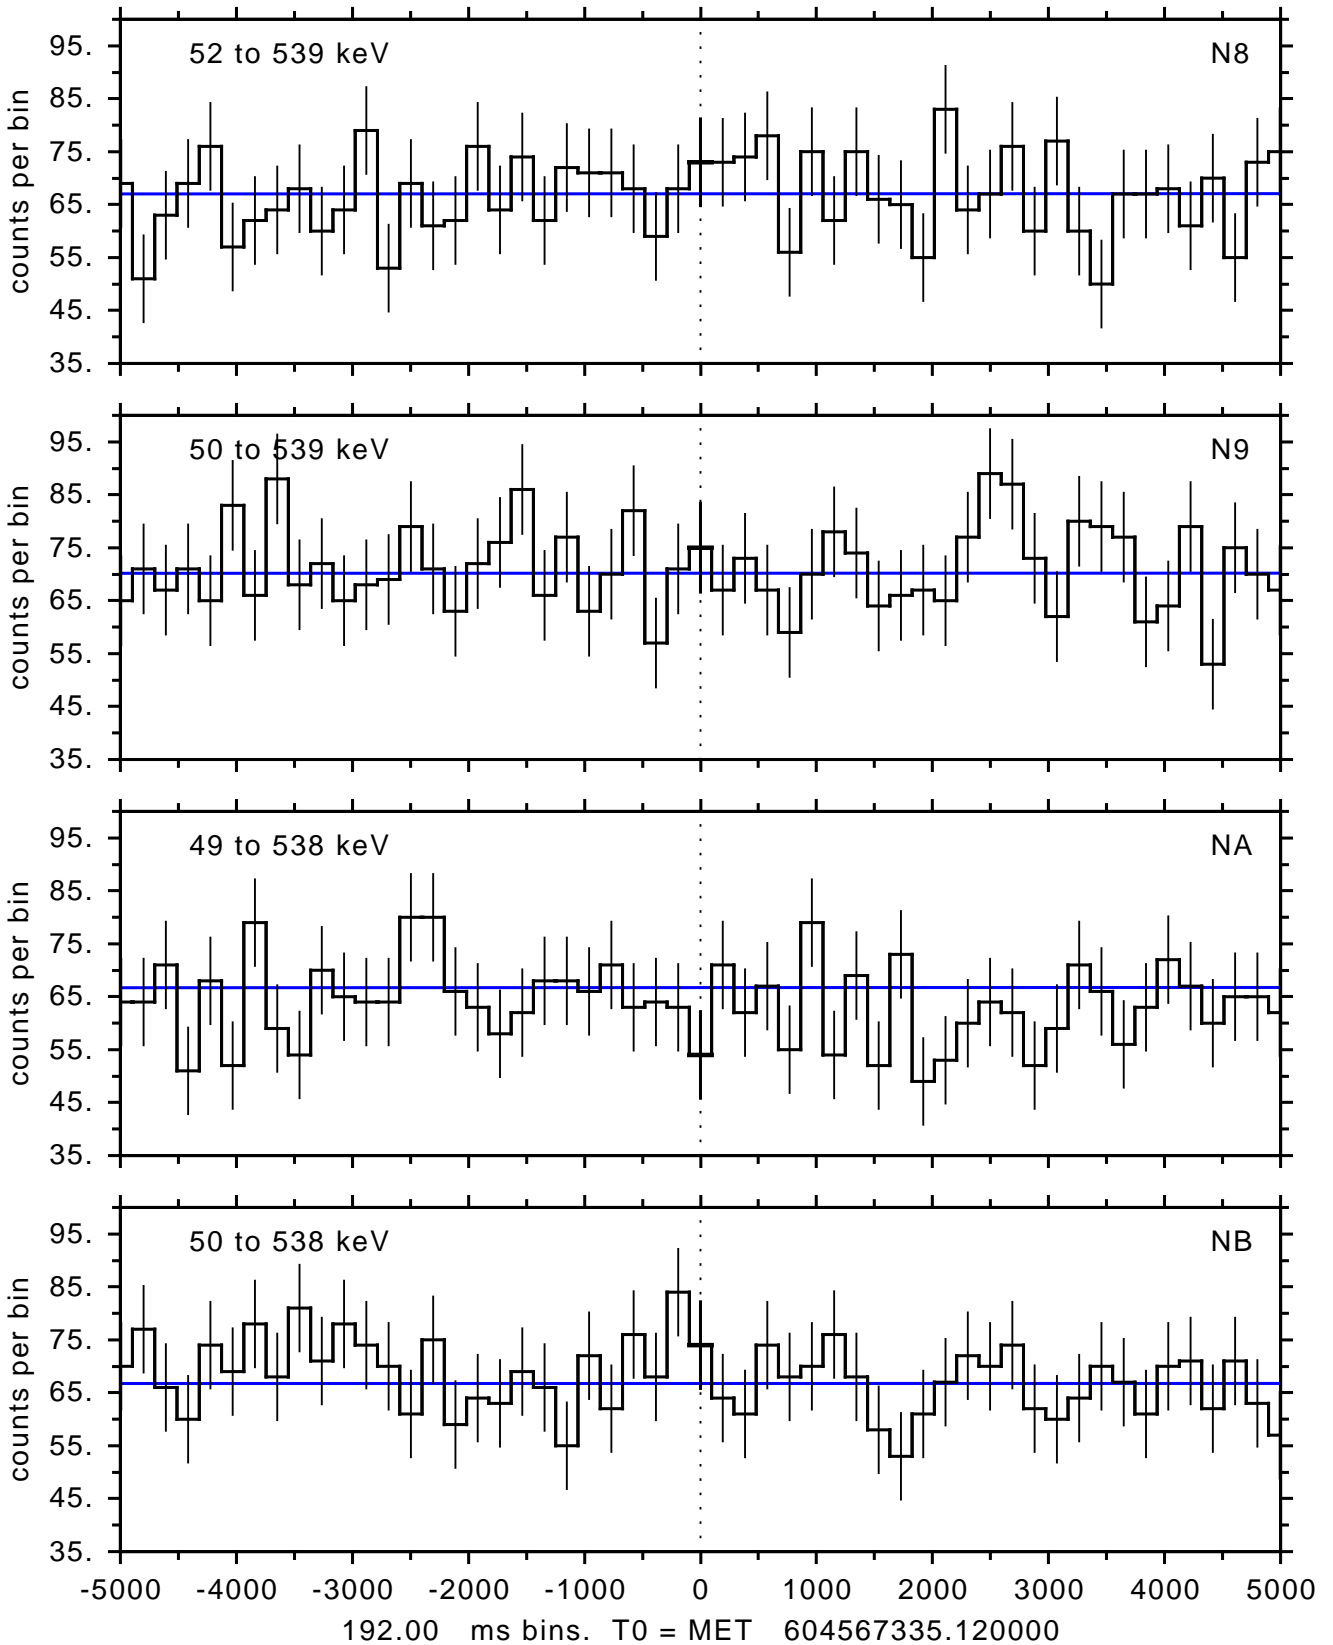 52 to 539 keV N8
95.
85.
75.
65.
55.
45.
35.
counts per bin
50 to 539 keV N9
95.
85.
75.
65.
55.
45.
35.
counts per bin
49 to 538 keV NA
95.
85.
75.
65.
55.
45.
35.
counts per bin
50 to 538 keV NB
95.
85.
75.
65.
55.
45.
35.
counts per bin
-5000 -4000 -3000 -2000 -1000 0 1000 2000 3000 4000 5000
192.00 ms bins. T0 = MET 604567335.120000